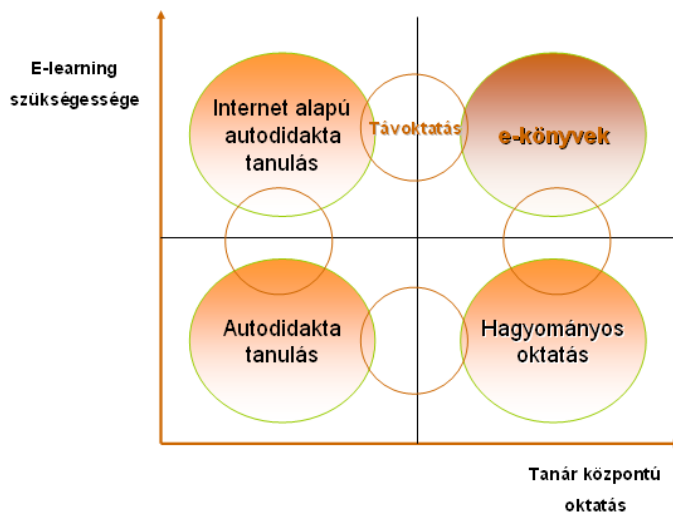 E-learning
szükségessége
Internet alapú
autodidakta
tanulás
Távoktatás
e-könyvek
Autodidakta
tanulás
Hagyományos
oktatás
Tanár központú
oktatás